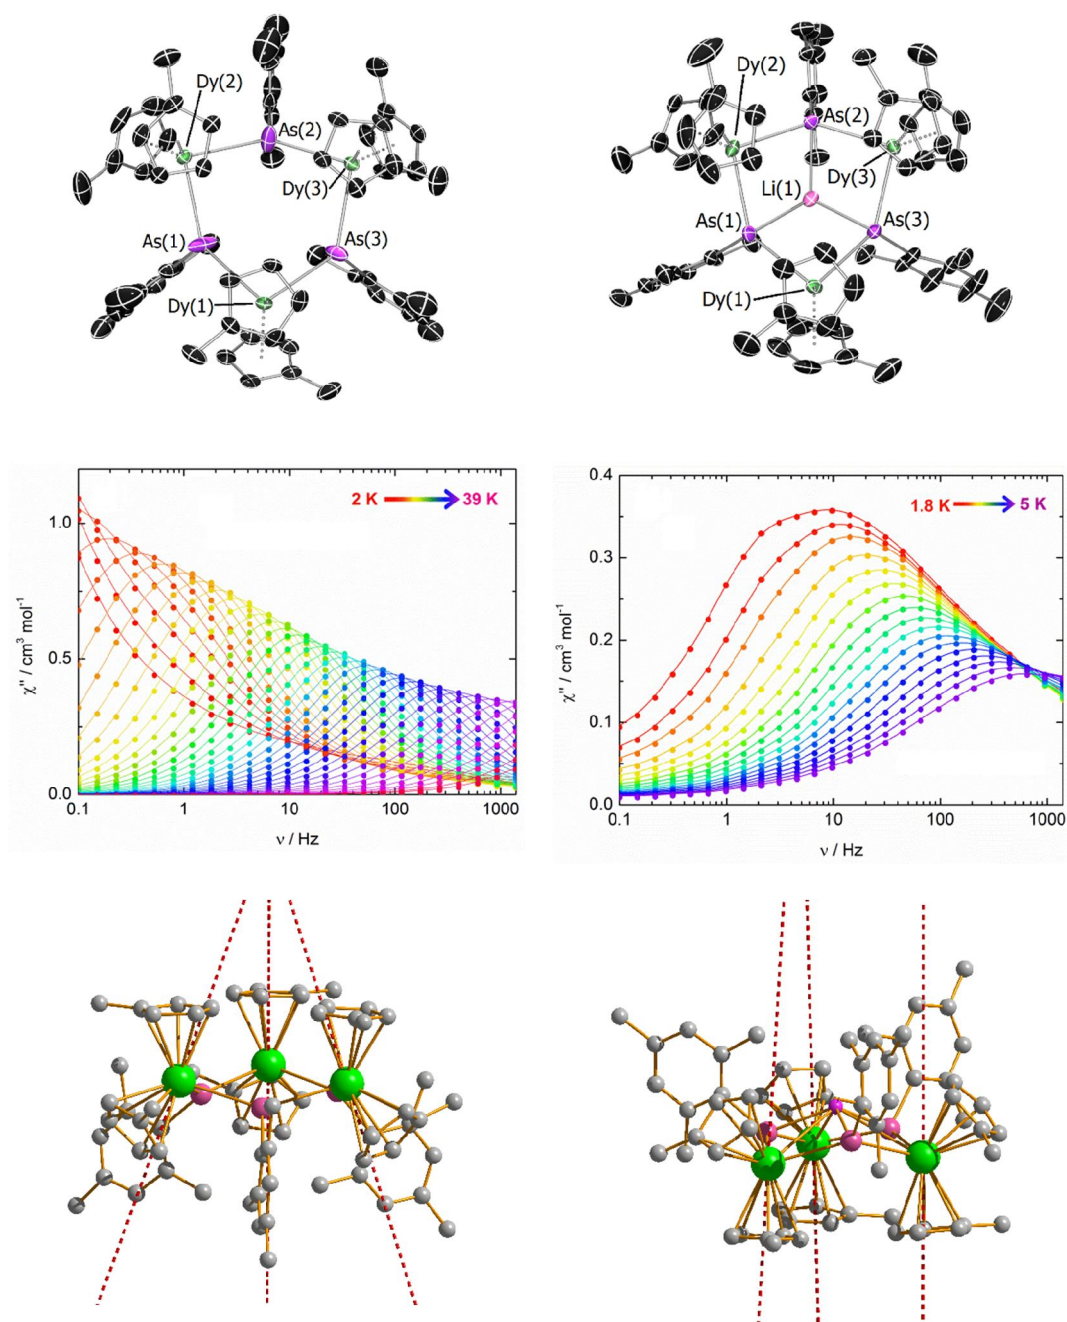 Dy(2)
As(2)
Dy(3)
As(1)
As(3)
Dy(1)
Dy(2)
As(2)
Dy(3)
Li(1)
As(1)
As(3)
Dy(1)
2 K
39 K
1.0
0.5
0.0
χ" / cm³ mol⁻¹
0.1
1
10
100
1000
ν / Hz
1.8 K
5 K
0.4
0.3
0.2
0.1
0.0
χ" / cm³ mol⁻¹
0.1
1
10
100
1000
ν / Hz